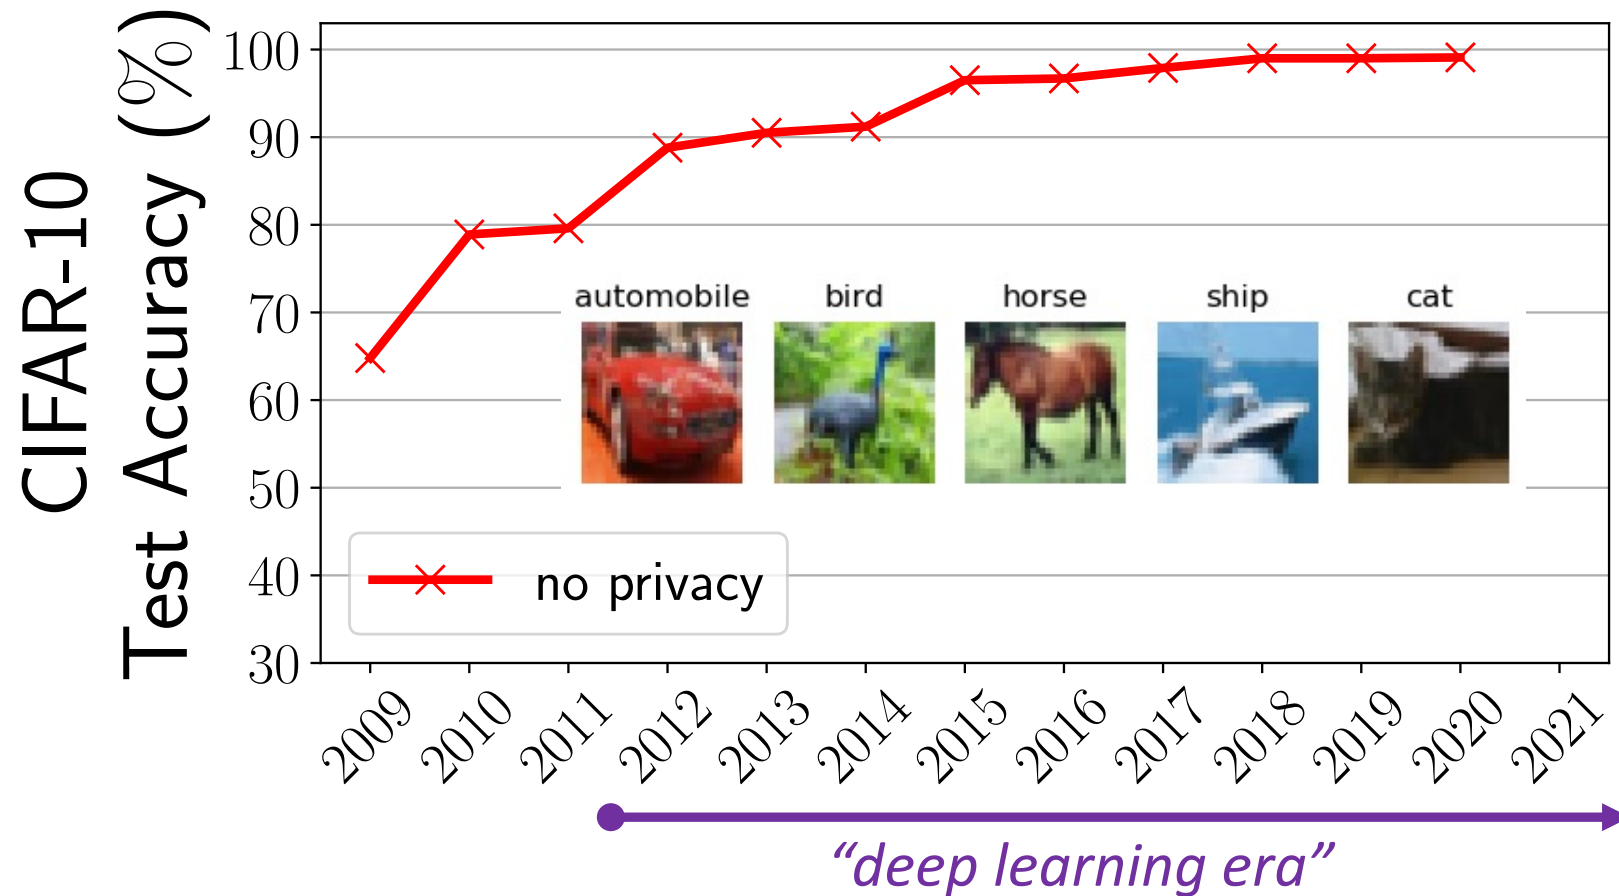 CIFAR-10
Test Accuracy (%)
100
90
80
70
60
50
40
30
automobile bird horse ship cat
no privacy
2009 2010 2011 2012 2013 2014 2015 2016 2017 2018 2019 2020 2021
“deep learning era”